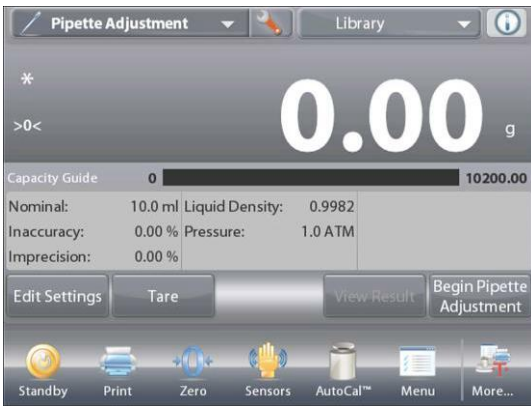 Pipette Adjustment
Library
*
>0<
0.00 g
Capacity Guide 0 10200.00
Nominal: 10.0 ml Liquid Density: 0.9982
Inaccuracy: 0.00 % Pressure: 1.0 ATM
Imprecision: 0.00 %
Edit Settings
Tare
View Result
Begin Pipette
Adjustment
Standby
Print
Zero
Sensors
AutoCal™
Menu
More...